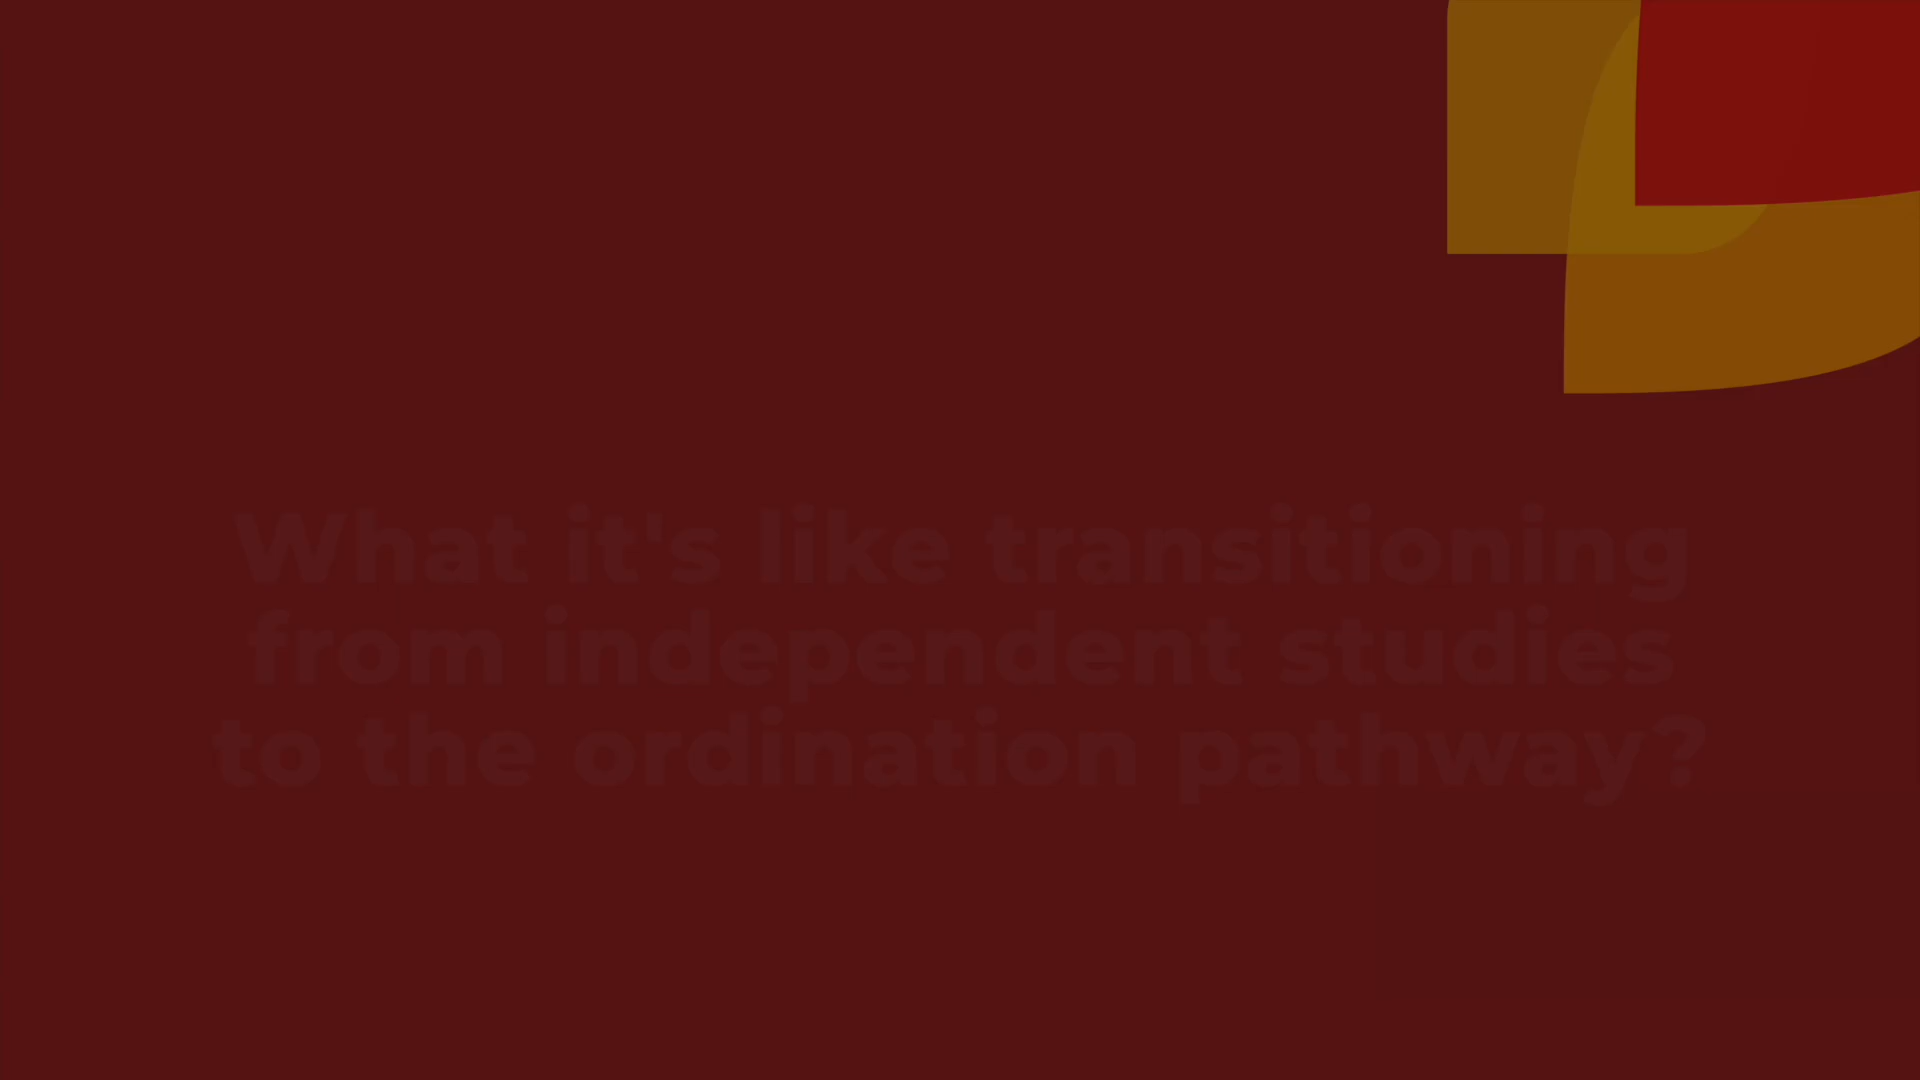 What it's like transitioning
from independent studies
to the ordination pathway?